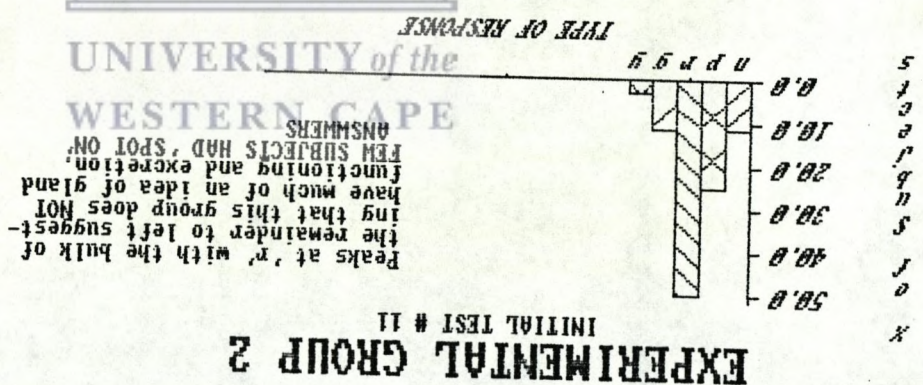 EXPERIMENTAL GROUP 2
INITIAL TEST # 11
% of Subjects
50.0
40.0
30.0
20.0
10.0
0.0
n p r g g
TYPE OF RESPONSE
Peaks at 'r' with the bulk of
the remainder to left suggest-
ing that this group does NOT
have much of an idea of gland
functioning and excretion.
FEW SUBJECTS HAD 'SPOT ON'
ANSWWERS
UNIVERSITY of the
WESTERN CAPE